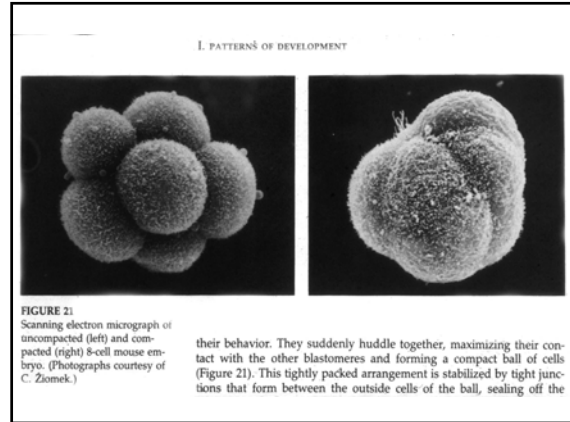 I. PATTERNS OF DEVELOPMENT
FIGURE 21
Scanning electron micrograph of
uncompacted (left) and com-
pacted (right) 8-cell mouse em-
bryo. (Photographs courtesy of
C. Žiomek.)
their behavior. They suddenly huddle together, maximizing their con-
tact with the other blastomeres and forming a compact ball of cells
(Figure 21). This tightly packed arrangement is stabilized by tight junc-
tions that form between the outside cells of the ball, sealing off the